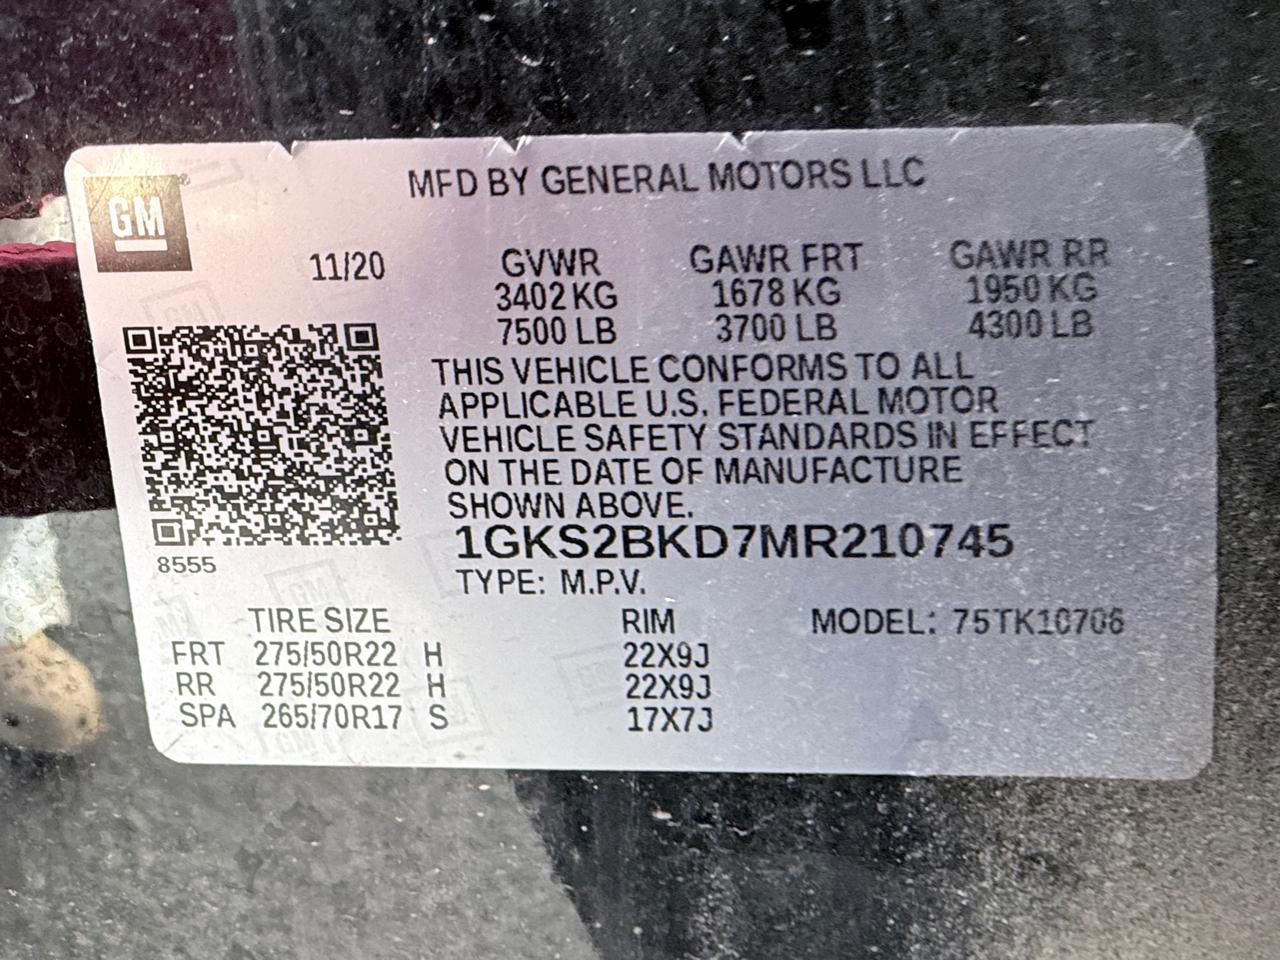 MFD BY GENERAL MOTORS LLC
GM
11/20 GVWR GAWR FRT GAWR RR
3402 KG 1678 KG 1950 KG
7500 LB 3700 LB 4300 LB
THIS VEHICLE CONFORMS TO ALL
APPLICABLE U.S. FEDERAL MOTOR
VEHICLE SAFETY STANDARDS IN EFFECT
ON THE DATE OF MANUFACTURE
SHOWN ABOVE.
1GKS2BKD7MR210745
8555
TYPE: M.P.V.
TIRE SIZE RIM MODEL: 75TK10706
FRT 275/50R22 H 22X9J
RR 275/50R22 H 22X9J
SPA 265/70R17 S 17X7J